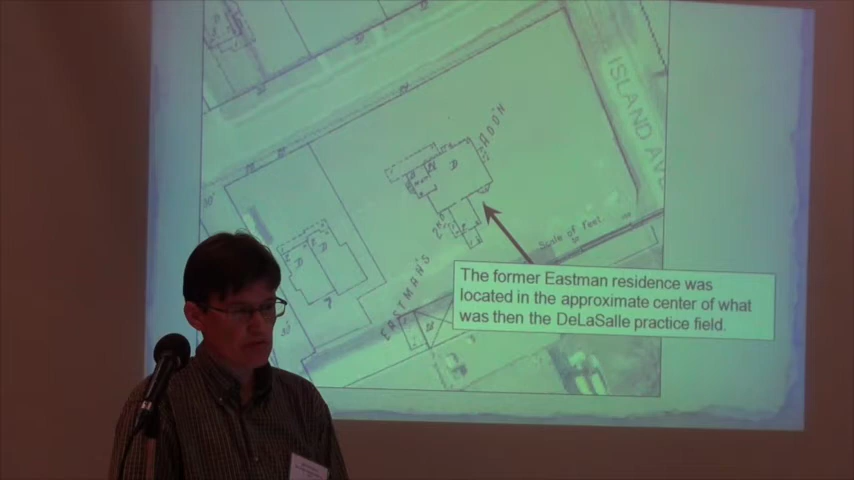 ISLAND AVE
ADD'N
D
Scale of Feet
EASTMAN'S
D
D
The former Eastman residence was
located in the approximate center of what
was then the DeLaSalle practice field.